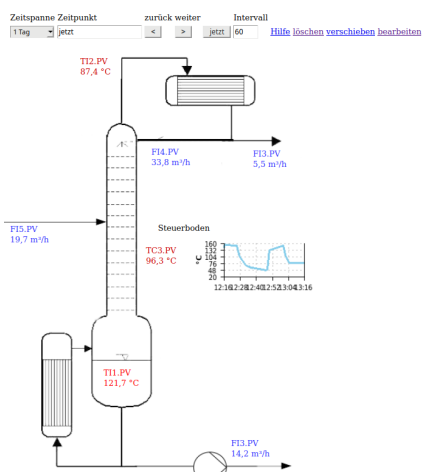 Zeitspanne Zeitpunkt zurück weiter Intervall
1 Tag jetzt < > jetzt 60 Hilfe löschen verschieben bearbeiten
TI2.PV
87,4 °C
FI4.PV
33,8 m³/h
FI3.PV
5,5 m³/h
FI5.PV
19,7 m³/h
Steuerboden
TC3.PV
96,3 °C
°C
160
132
104
76
48
20
12:16 12:28 12:40 12:52 13:04 13:16
TI1.PV
121,7 °C
FI3.PV
14,2 m³/h